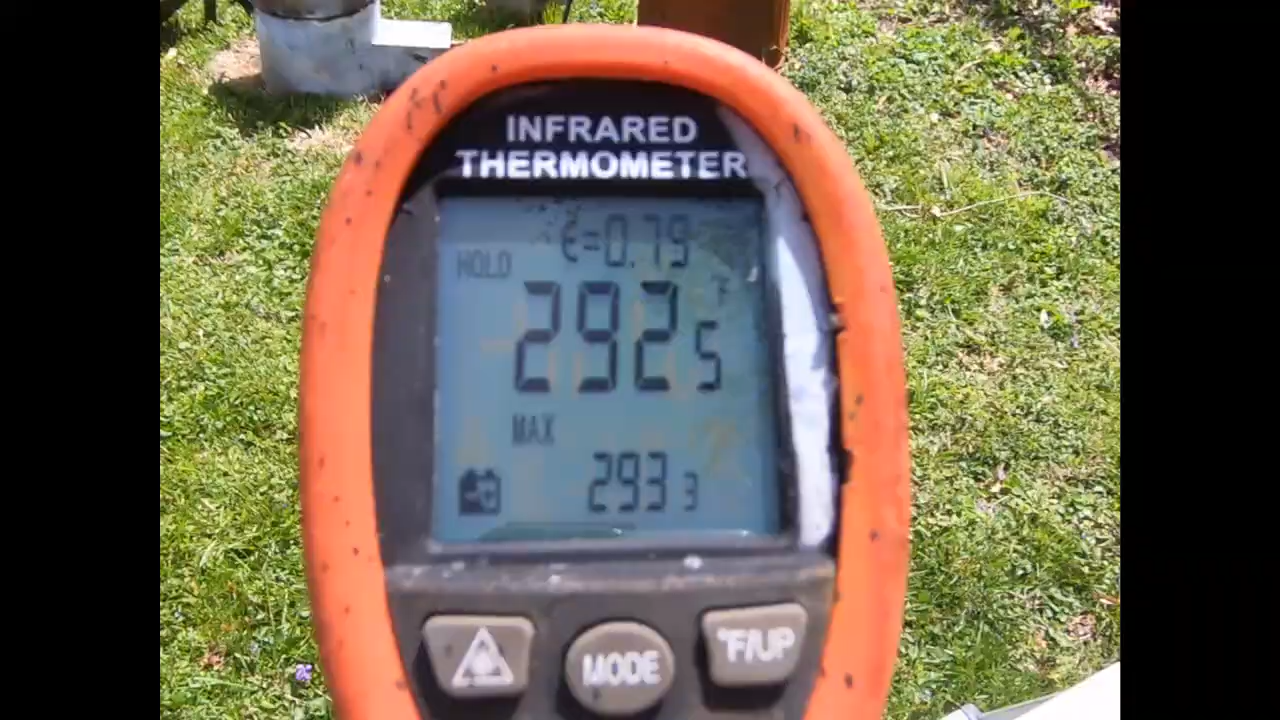 INFRARED
THERMOMETER
ε=0.79
HOLD
292.5 °F
MAX
293.3
MODE
°F/UP